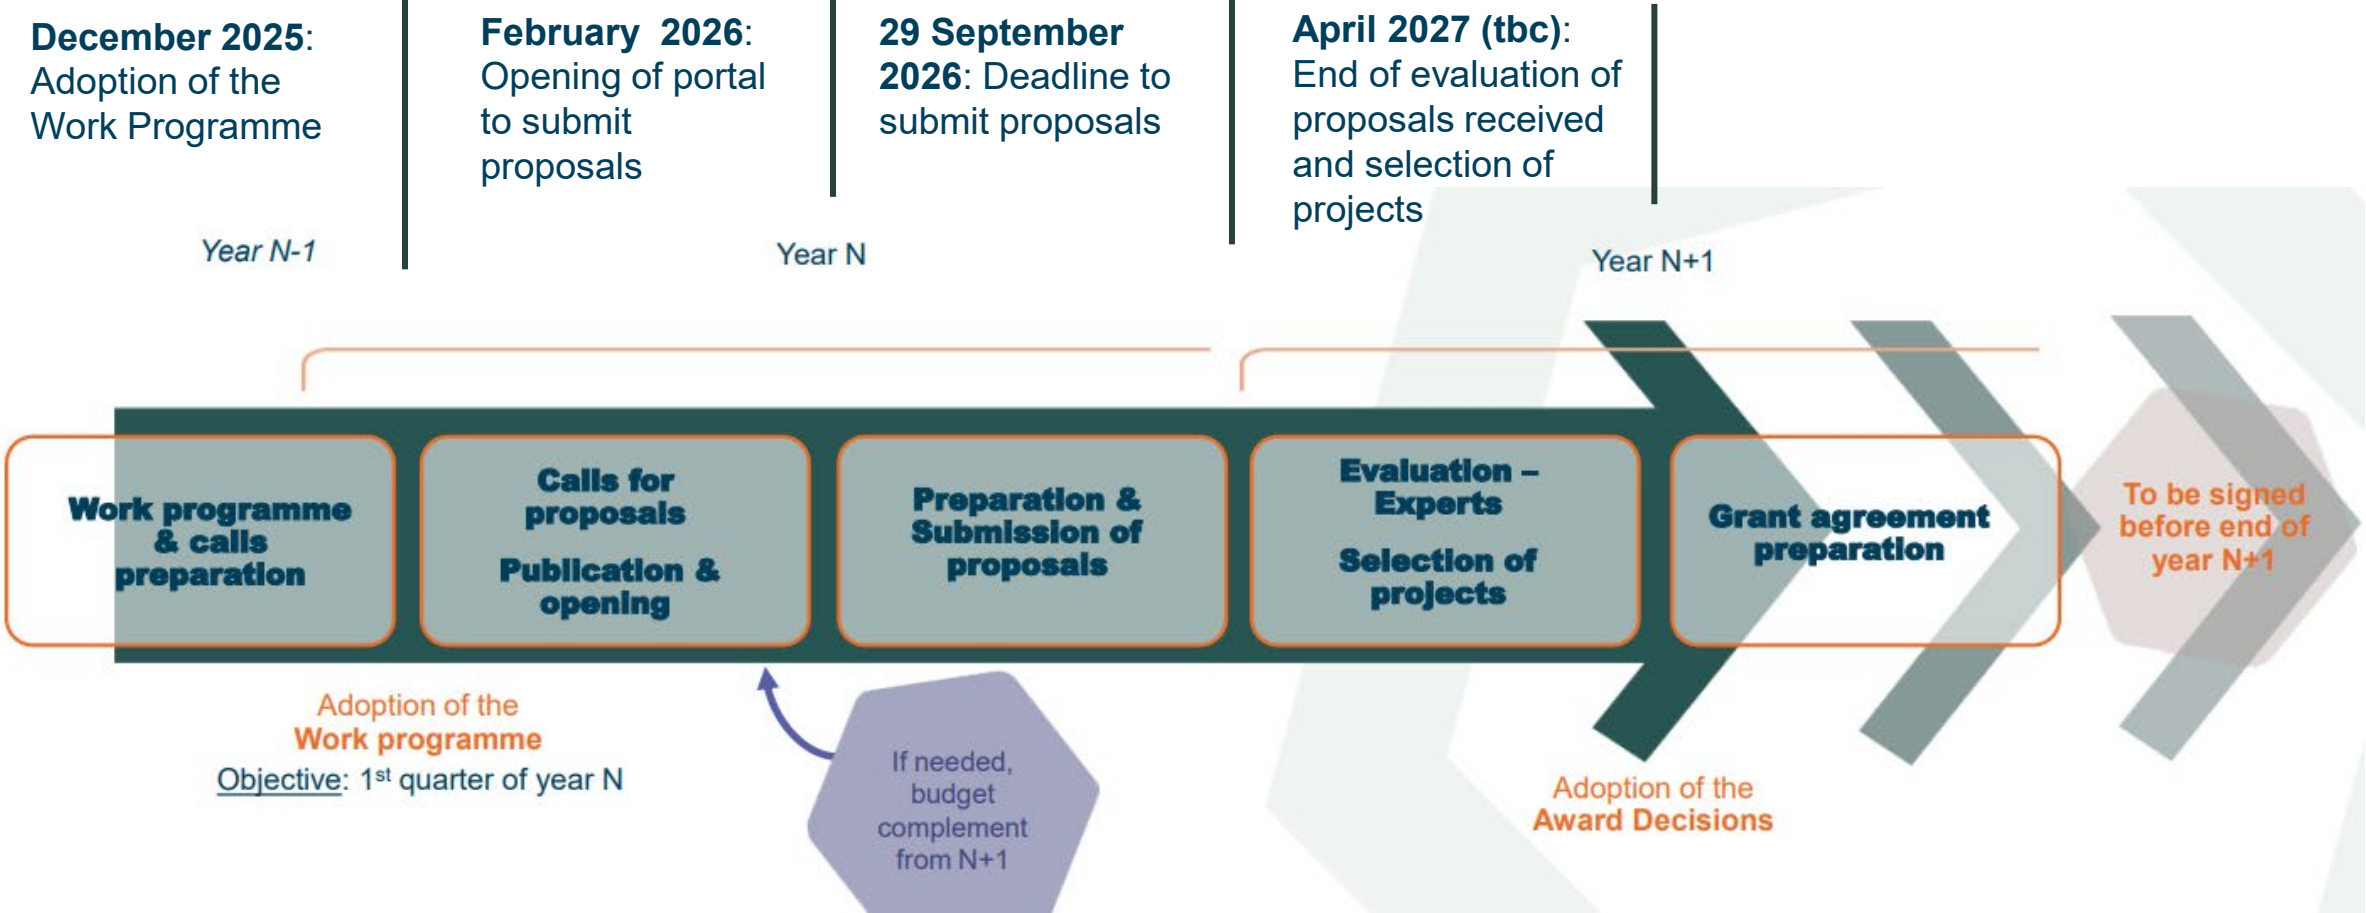 December 2025:
Adoption of the
Work Programme
February 2026:
Opening of portal
to submit
proposals
29 September
2026: Deadline to
submit proposals
April 2027 (tbc):
End of evaluation of
proposals received
and selection of
projects
Year N-1
Year N
Year N+1
Work programme
& calls
preparation
Calls for
proposals
Publication &
opening
Preparation &
Submission of
proposals
Evaluation –
Experts
Selection of
projects
Grant agreement
preparation
To be signed
before end of
year N+1
Adoption of the
Work programme
Objective: 1st quarter of year N
If needed,
budget
complement
from N+1
Adoption of the
Award Decisions